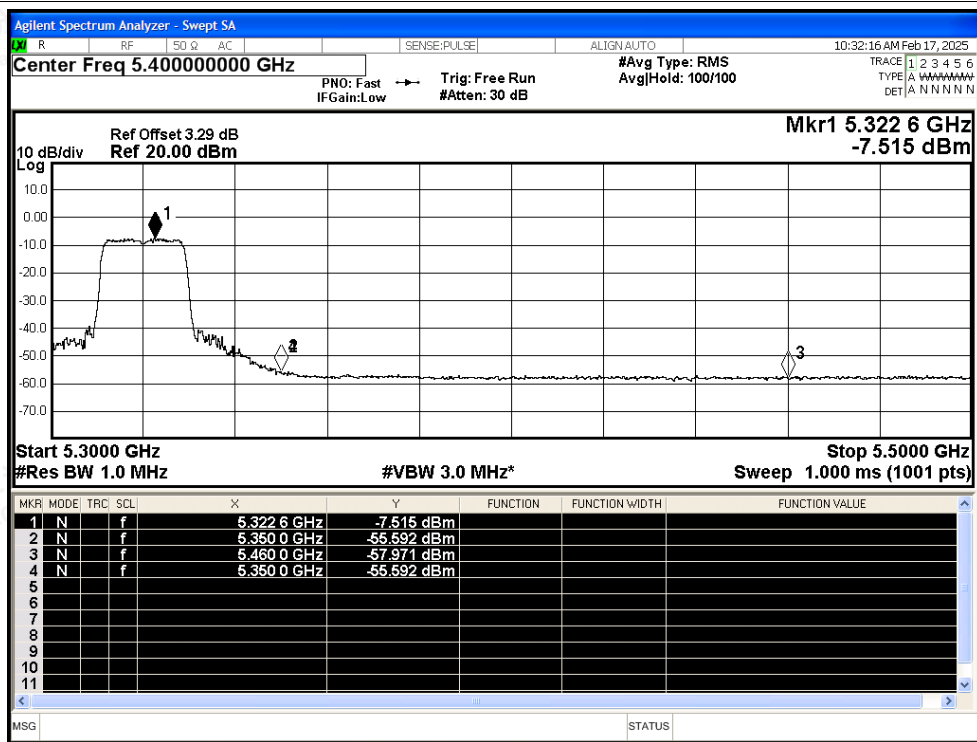 Agilent Spectrum Analyzer - Swept SA
LXI R RF 50 Ω AC SENSE:PULSE ALIGN AUTO 10:32:16 AM Feb 17, 2025
Center Freq 5.400000000 GHz
PNO: Fast
IFGain:Low
Trig: Free Run
#Atten: 30 dB
#Avg Type: RMS
Avg|Hold: 100/100
TRACE 1 2 3 4 5 6
TYPE A WWWWW
DET A N N N N N
Mkr1 5.322 6 GHz
-7.515 dBm
Ref Offset 3.29 dB
10 dB/div Ref 20.00 dBm
Log
10.0
0.00
-10.0
-20.0
-30.0
-40.0
-50.0
-60.0
-70.0
1
3
Start 5.3000 GHz Stop 5.5000 GHz
#Res BW 1.0 MHz #VBW 3.0 MHz* Sweep 1.000 ms (1001 pts)
MKR MODE TRC SCL X Y FUNCTION FUNCTION WIDTH FUNCTION VALUE
1 N f 5.322 6 GHz -7.515 dBm
2 N f 5.350 0 GHz -55.592 dBm
3 N f 5.460 0 GHz -57.971 dBm
4 N f 5.350 0 GHz -55.592 dBm
5
6
7
8
9
10
11
MSG STATUS